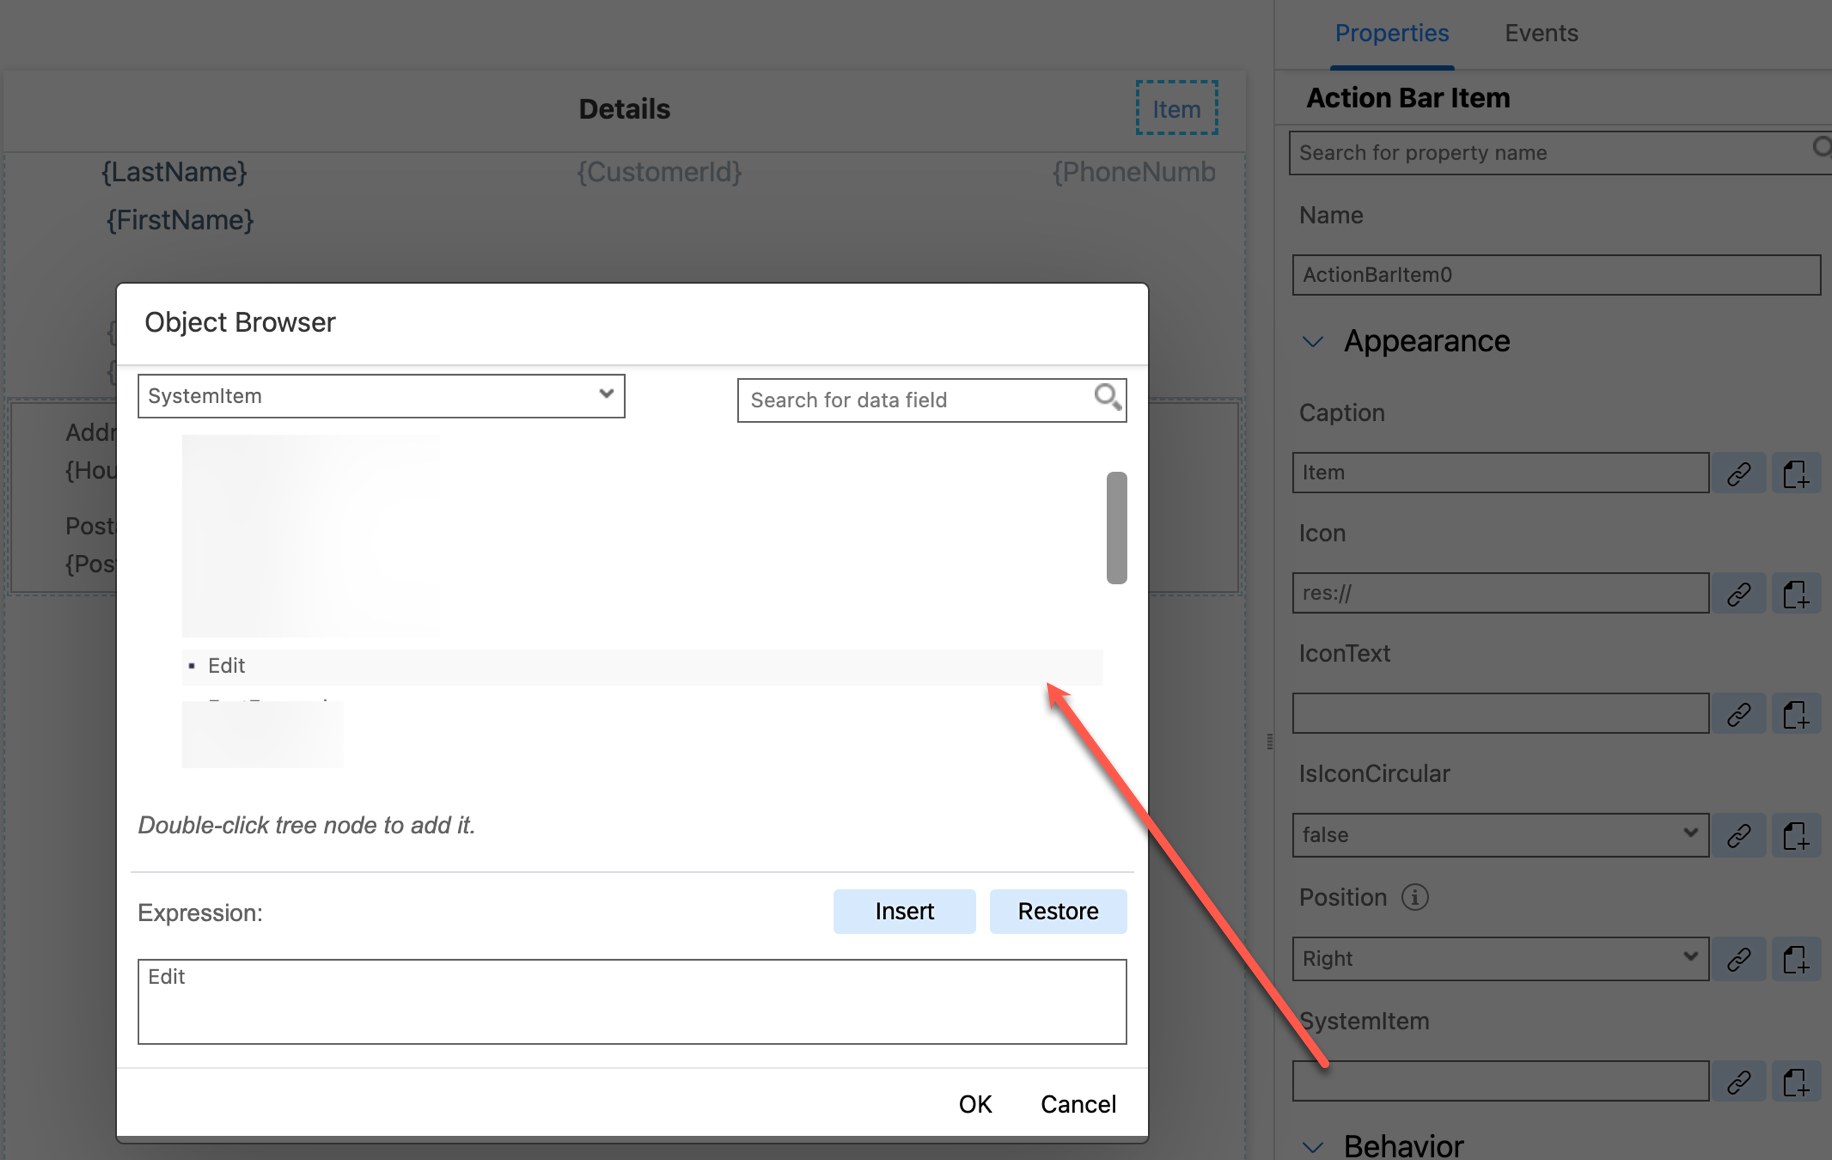 Properties Events
Details
Item
Action Bar Item
Search for property name
{LastName} {CustomerId} {PhoneNumb
{FirstName}
Name
ActionBarItem0
Object Browser
Appearance
SystemItem
Search for data field
Caption
Addr
Item
{Hou
Icon
Post
{Pos
res://
Edit
IconText
IsIconCircular
Double-click tree node to add it.
false
Expression:
Insert Restore
Position
Edit
Right
SystemItem
OK Cancel
Behavior